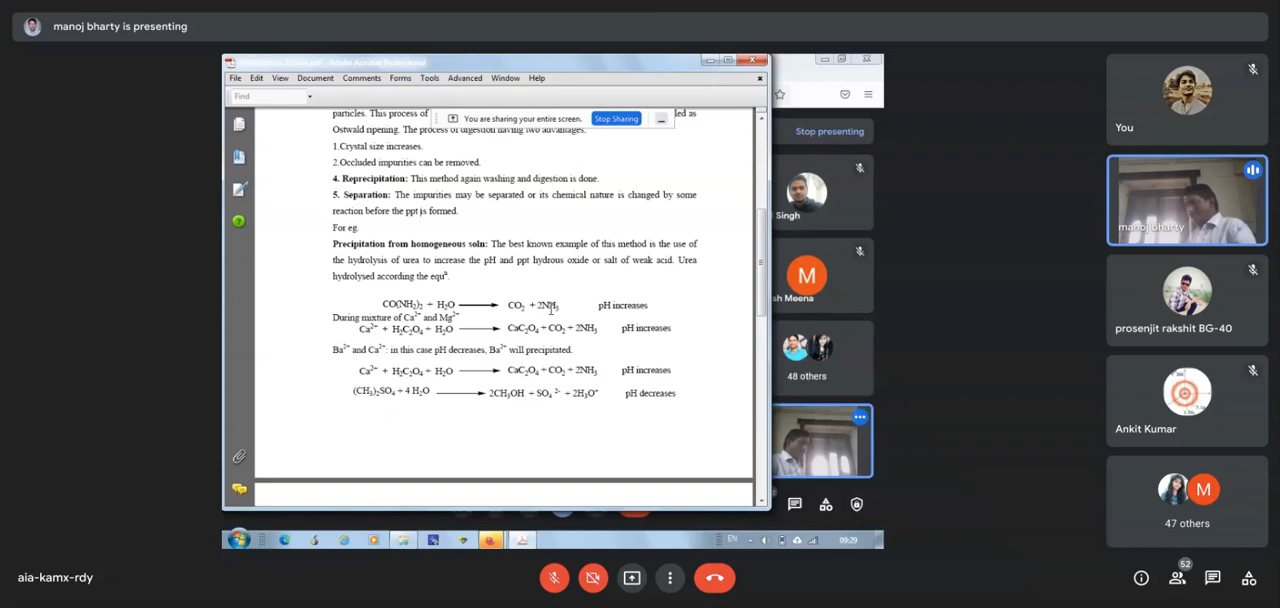 manoj bharty is presenting
Adobe Acrobat Professional
File Edit View Document Comments Forms Tools Advanced Window Help
Find
particles. This process of
You are sharing your entire screen. Stop Sharing
ed as
Ostwald ripening. The process of digestion having two advantages.
1.Crystal size increases.
2.Occluded impurities can be removed.
4. Reprecipitation: This method again washing and digestion is done.
5. Separation: The impurities may be separated or its chemical nature is changed by some
reaction before the ppt is formed.
For eg.
Precipitation from homogeneous soln: The best known example of this method is the use of
the hydrolysis of urea to increase the pH and ppt hydrous oxide or salt of weak acid. Urea
hydrolysed according the equⁿ.
CO(NH₂)₂ + H₂O ⟶ CO₂ + 2NH₃ pH increases
During mixture of Ca²⁺ and Mg²⁺
Ca²⁺ + H₂C₂O₄ + H₂O ⟶ CaC₂O₄ + CO₂ + 2NH₃ pH increases
Ba²⁺ and Ca²⁺: in this case pH decreases, Ba²⁺ will precipitated.
Ca²⁺ + H₂C₂O₄ + H₂O ⟶ CaC₂O₄ + CO₂ + 2NH₃ pH increases
(CH₃)₂SO₄ + 4 H₂O ⟶ 2CH₃OH + SO₄²⁻ + 2H₃O⁺ pH decreases
Stop presenting
Singh
M
sh Meena
48 others
EN 09:29
You
manoj bharty
prosenjit rakshit BG-40
Ankit Kumar
M
47 others
aia-kamx-rdy
52